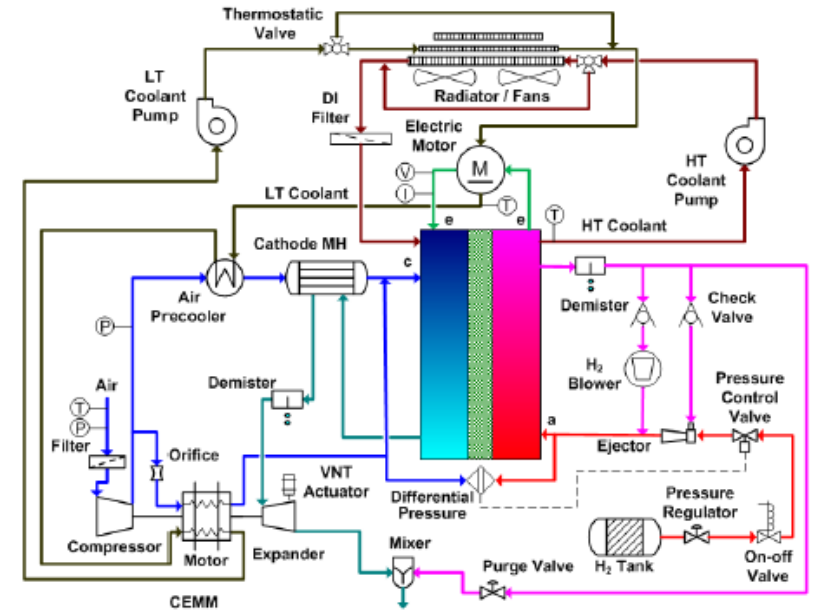 Thermostatic
Valve
LT
Coolant
Pump
DI
Filter
Radiator / Fans
Electric
Motor
M
V
I
T
HT
Coolant
Pump
LT Coolant
e
e
T
HT Coolant
Cathode MH
c
Air
Precooler
Demister
Check
Valve
P
H2
Blower
Pressure
Control
Valve
Air
T
P
Filter
Demister
a
Ejector
Orifice
VNT
Actuator
Differential
Pressure
Pressure
Regulator
Compressor
Motor
Expander
Mixer
Purge Valve
H2 Tank
On-off
Valve
CEMM